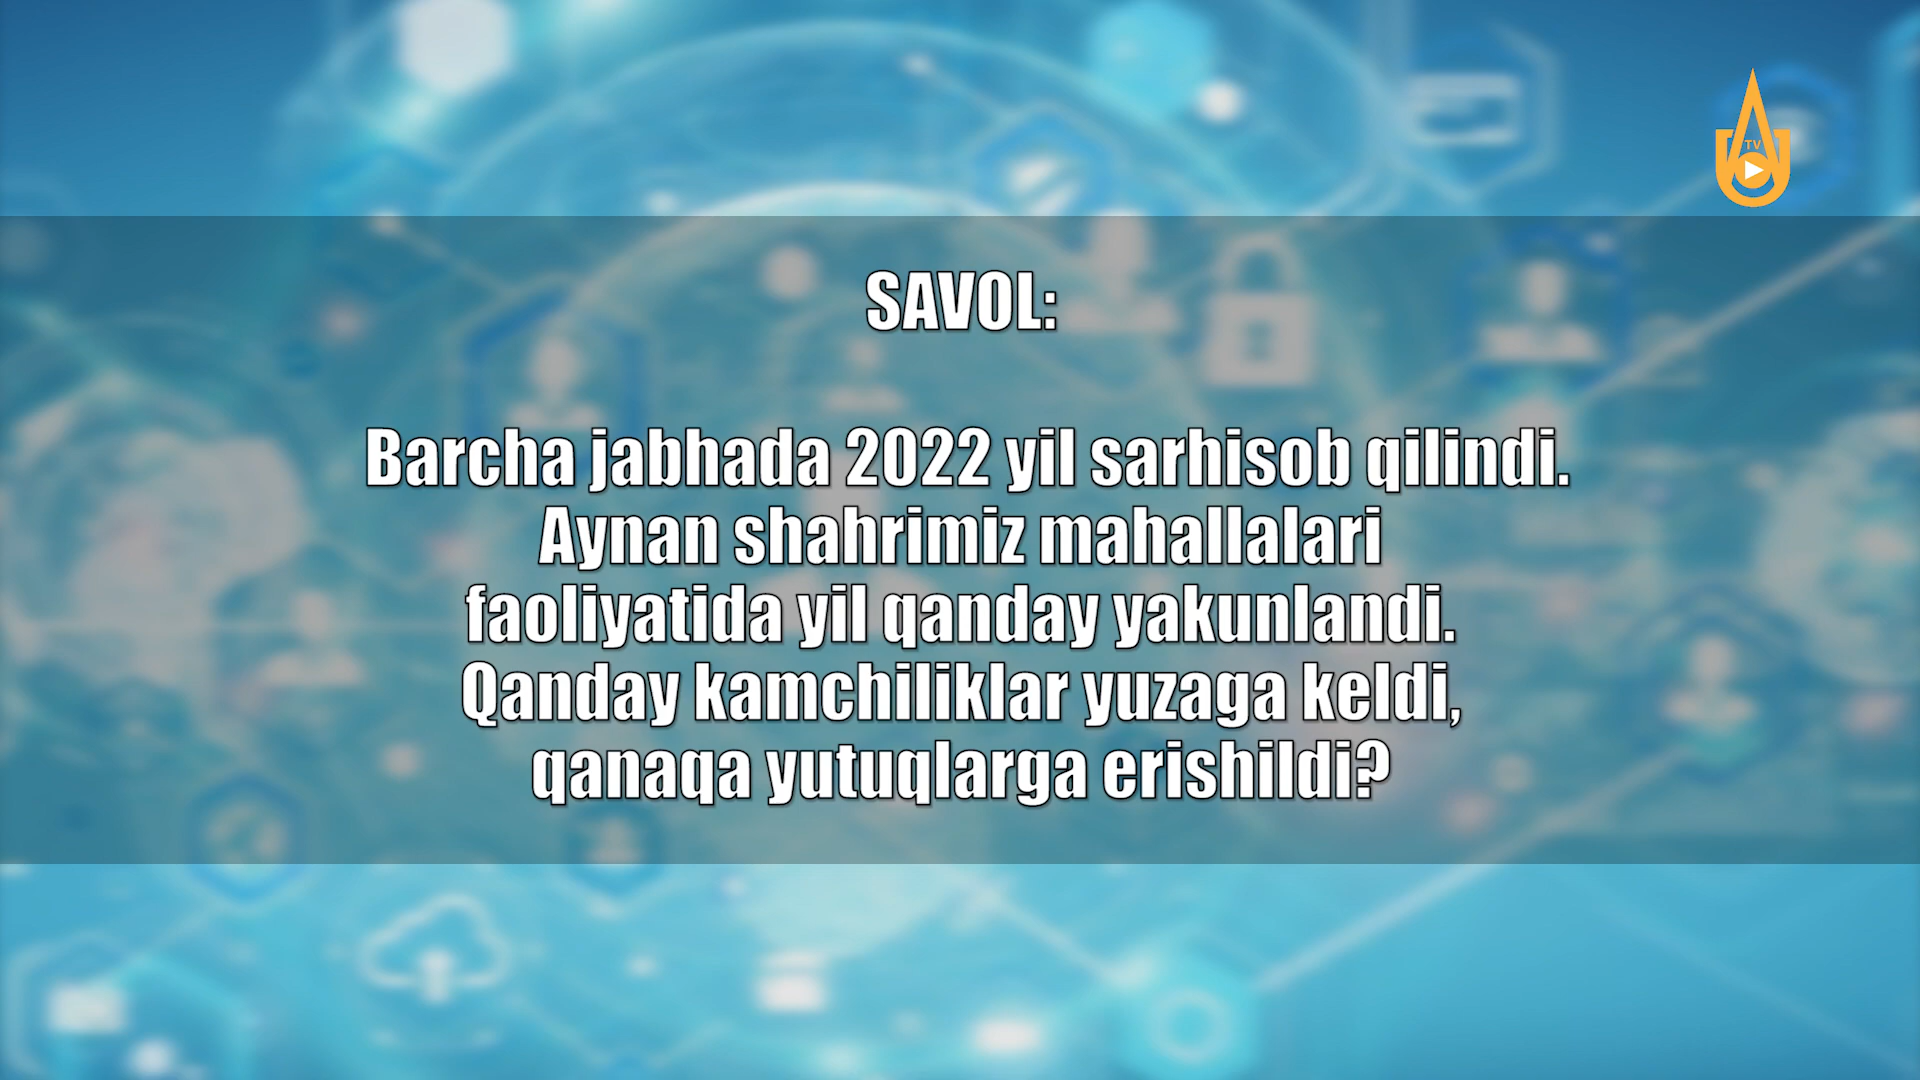 TV
SAVOL:
Barcha jabhada 2022 yil sarhisob qilindi.
Aynan shahrimiz mahallalari
faoliyatida yil qanday yakunlandi.
Qanday kamchiliklar yuzaga keldi,
qanaqa yutuqlarga erishildi?